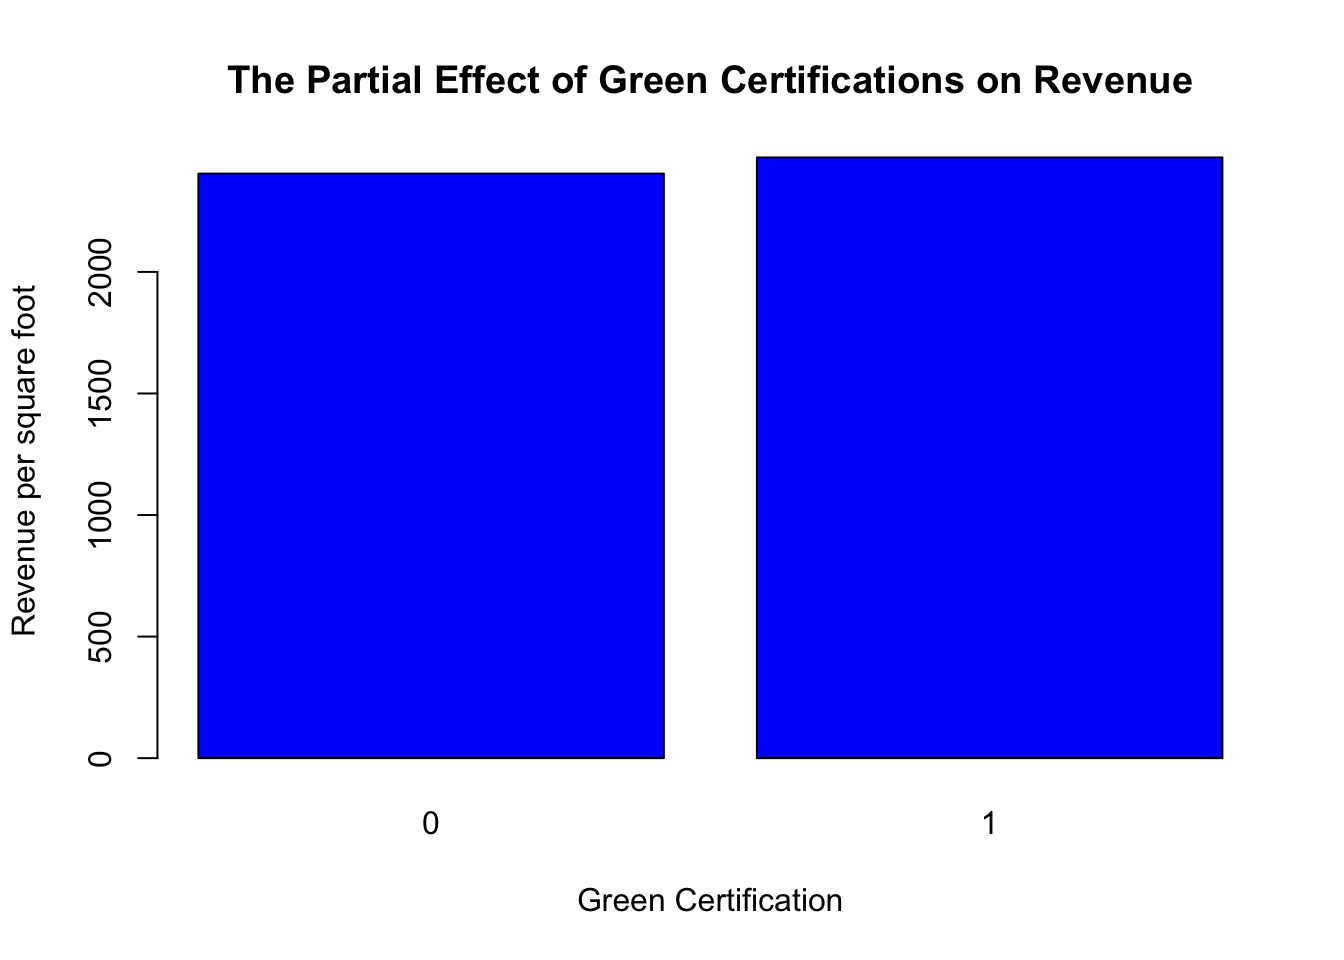 The Partial Effect of Green Certifications on Revenue
Revenue per square foot
2000
1500
1000
500
0
0
1
Green Certification